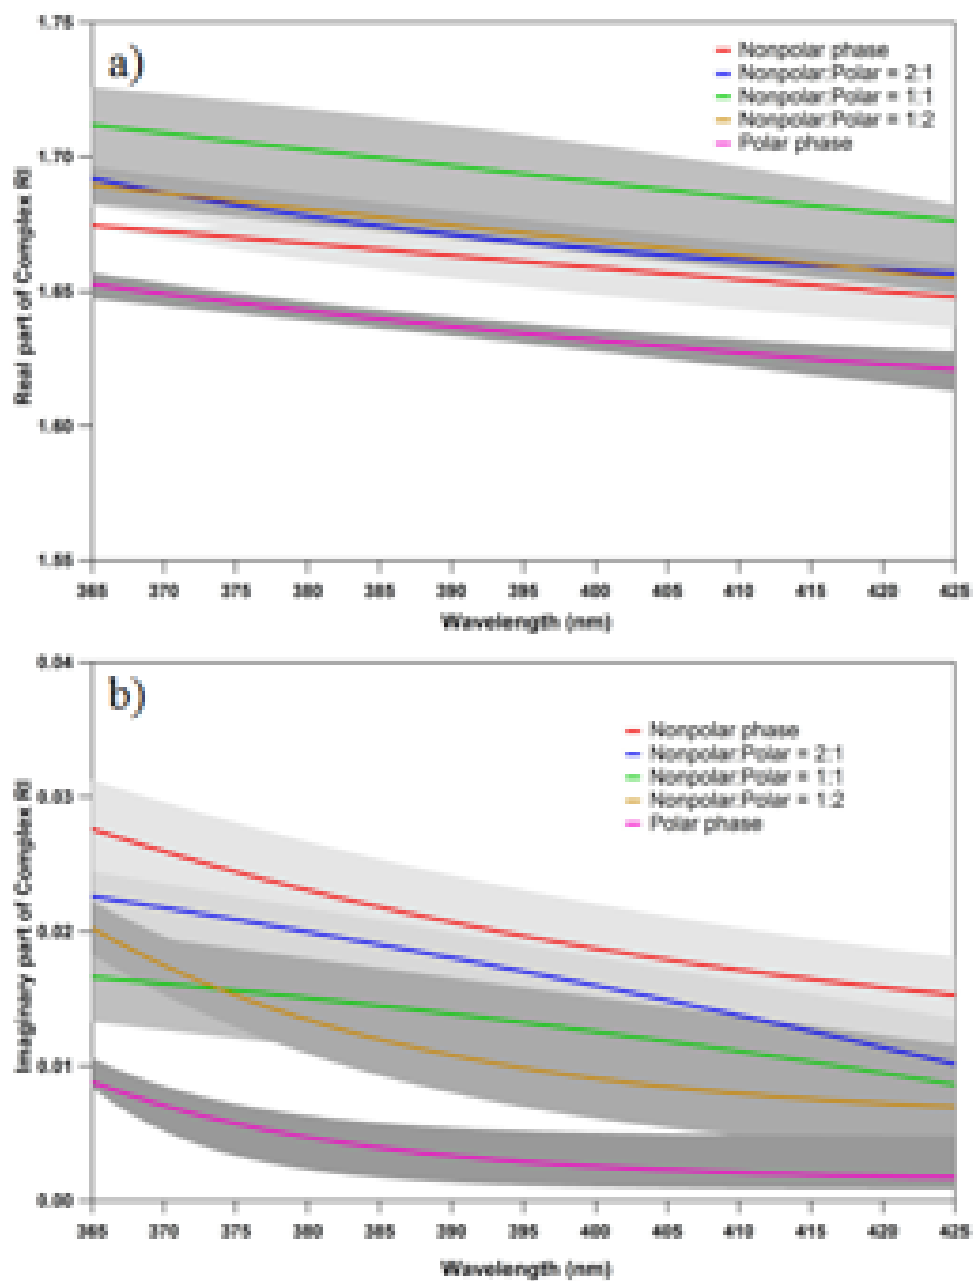 1.75
a)
Nonpolar phase
Nonpolar:Polar = 2:1
Nonpolar:Polar = 1:1
Nonpolar:Polar = 1:2
Polar phase
1.70
1.65
1.60
1.55
Real part of Complex RI
365 370 375 380 385 390 395 400 405 410 415 420 425
Wavelength (nm)
0.04
b)
Nonpolar phase
Nonpolar:Polar = 2:1
Nonpolar:Polar = 1:1
Nonpolar:Polar = 1:2
Polar phase
0.03
0.02
0.01
0.00
Imaginary part of Complex RI
365 370 375 380 385 390 395 400 405 410 415 420 425
Wavelength (nm)